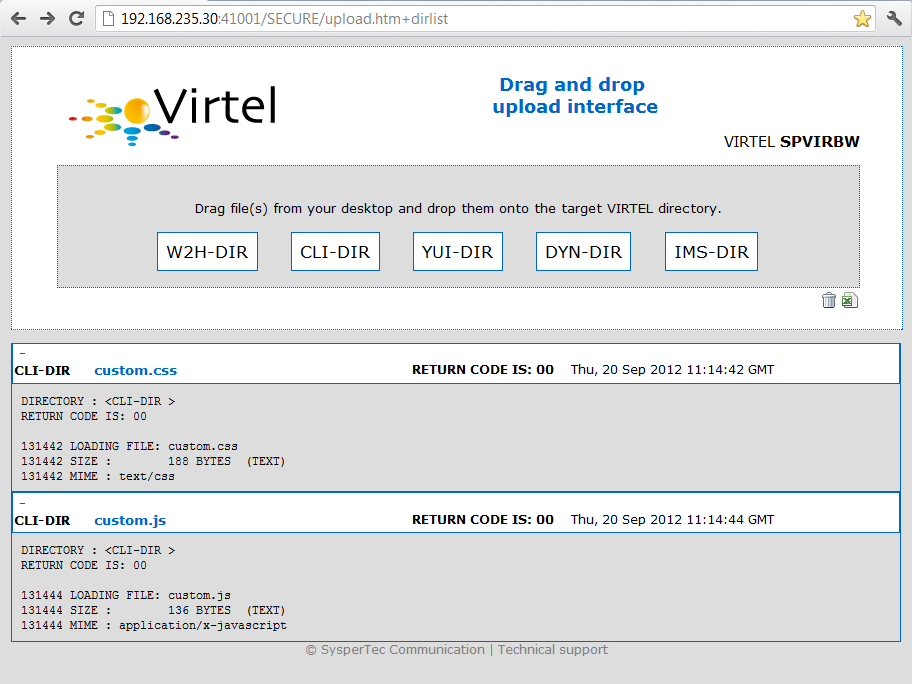 192.168.235.30:41001/SECURE/upload.htm+dirlist
Virtel
Drag and drop
upload interface
VIRTEL SPVIRBW
Drag file(s) from your desktop and drop them onto the target VIRTEL directory.
W2H-DIR CLI-DIR YUI-DIR DYN-DIR IMS-DIR
–
CLI-DIR custom.css RETURN CODE IS: 00 Thu, 20 Sep 2012 11:14:42 GMT
DIRECTORY : <CLI-DIR >
RETURN CODE IS: 00
131442 LOADING FILE: custom.css
131442 SIZE : 188 BYTES (TEXT)
131442 MIME : text/css
–
CLI-DIR custom.js RETURN CODE IS: 00 Thu, 20 Sep 2012 11:14:44 GMT
DIRECTORY : <CLI-DIR >
RETURN CODE IS: 00
131444 LOADING FILE: custom.js
131444 SIZE : 136 BYTES (TEXT)
131444 MIME : application/x-javascript
© SysperTec Communication | Technical support